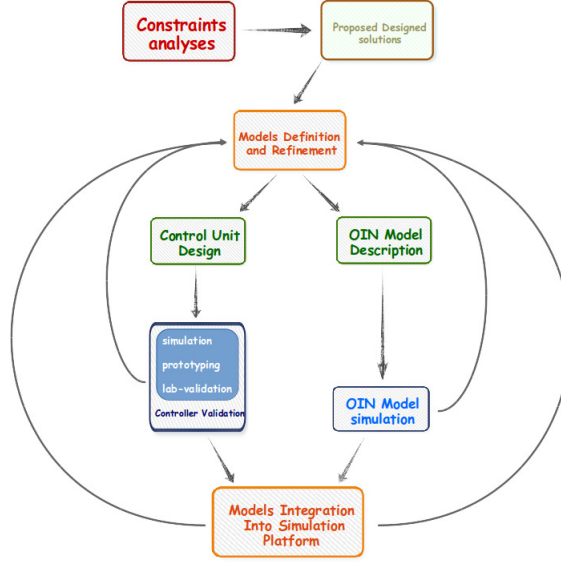 Constraints
analyses
Proposed Designed
solutions
Models Definition
and Refinement
Control Unit
Design
OIN Model
Description
simulation
prototyping
lab-validation
Controller Validation
OIN Model
simulation
Models Integration
Into Simulation
Platform